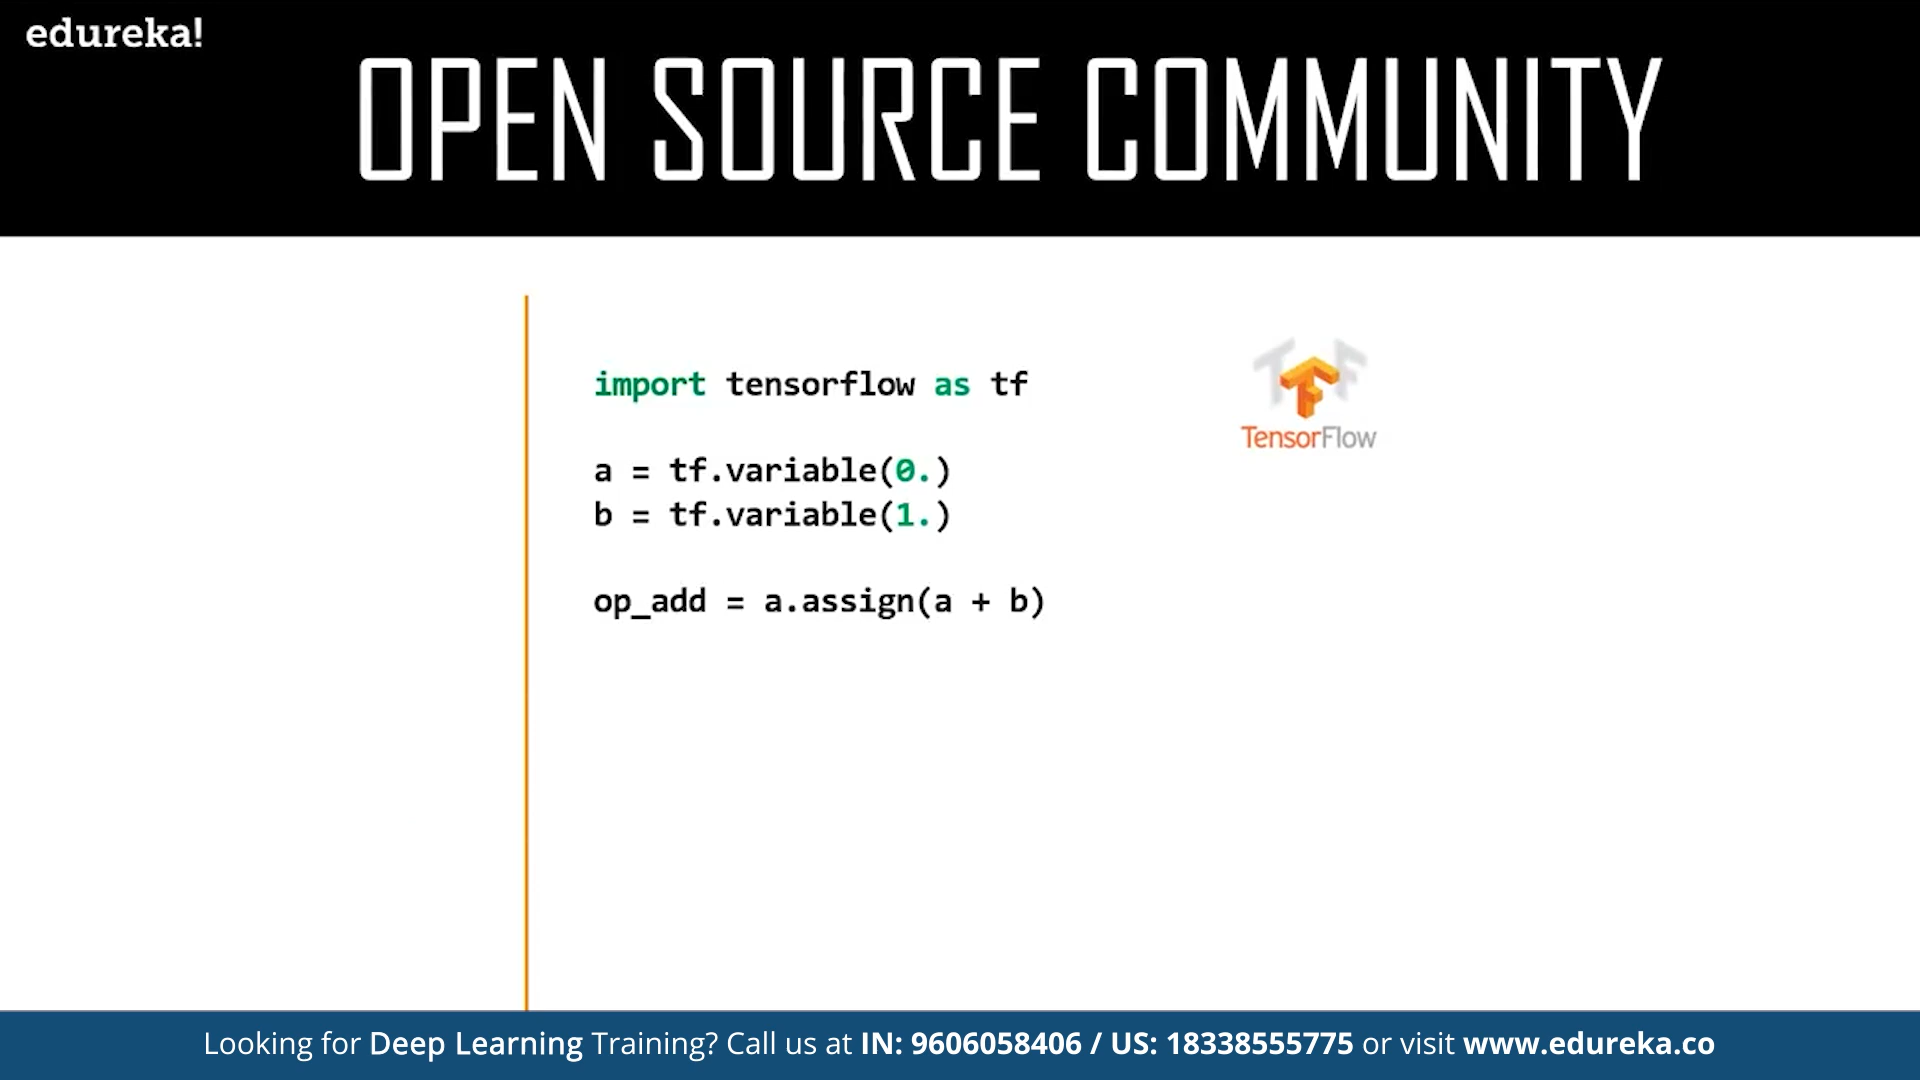 edureka!
OPEN SOURCE COMMUNITY
import tensorflow as tf
TF
TensorFlow
a = tf.variable(0.)
b = tf.variable(1.)
op_add = a.assign(a + b)
Looking for Deep Learning Training? Call us at IN: 9606058406 / US: 18338555775 or visit www.edureka.co